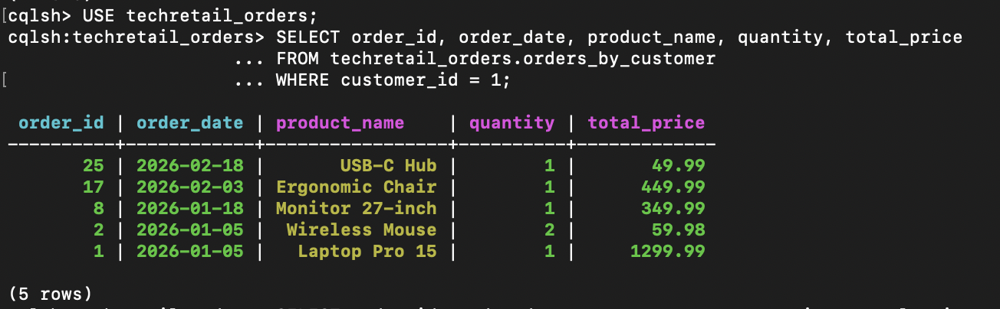 [cqlsh> USE techretail_orders;
cqlsh:techretail_orders> SELECT order_id, order_date, product_name, quantity, total_price
... FROM techretail_orders.orders_by_customer
[ ... WHERE customer_id = 1;
order_id | order_date | product_name | quantity | total_price
----------+------------+-----------------+----------+-------------
25 | 2026-02-18 | USB-C Hub | 1 | 49.99
17 | 2026-02-03 | Ergonomic Chair | 1 | 449.99
8 | 2026-01-18 | Monitor 27-inch | 1 | 349.99
2 | 2026-01-05 | Wireless Mouse | 2 | 59.98
1 | 2026-01-05 | Laptop Pro 15 | 1 | 1299.99
(5 rows)